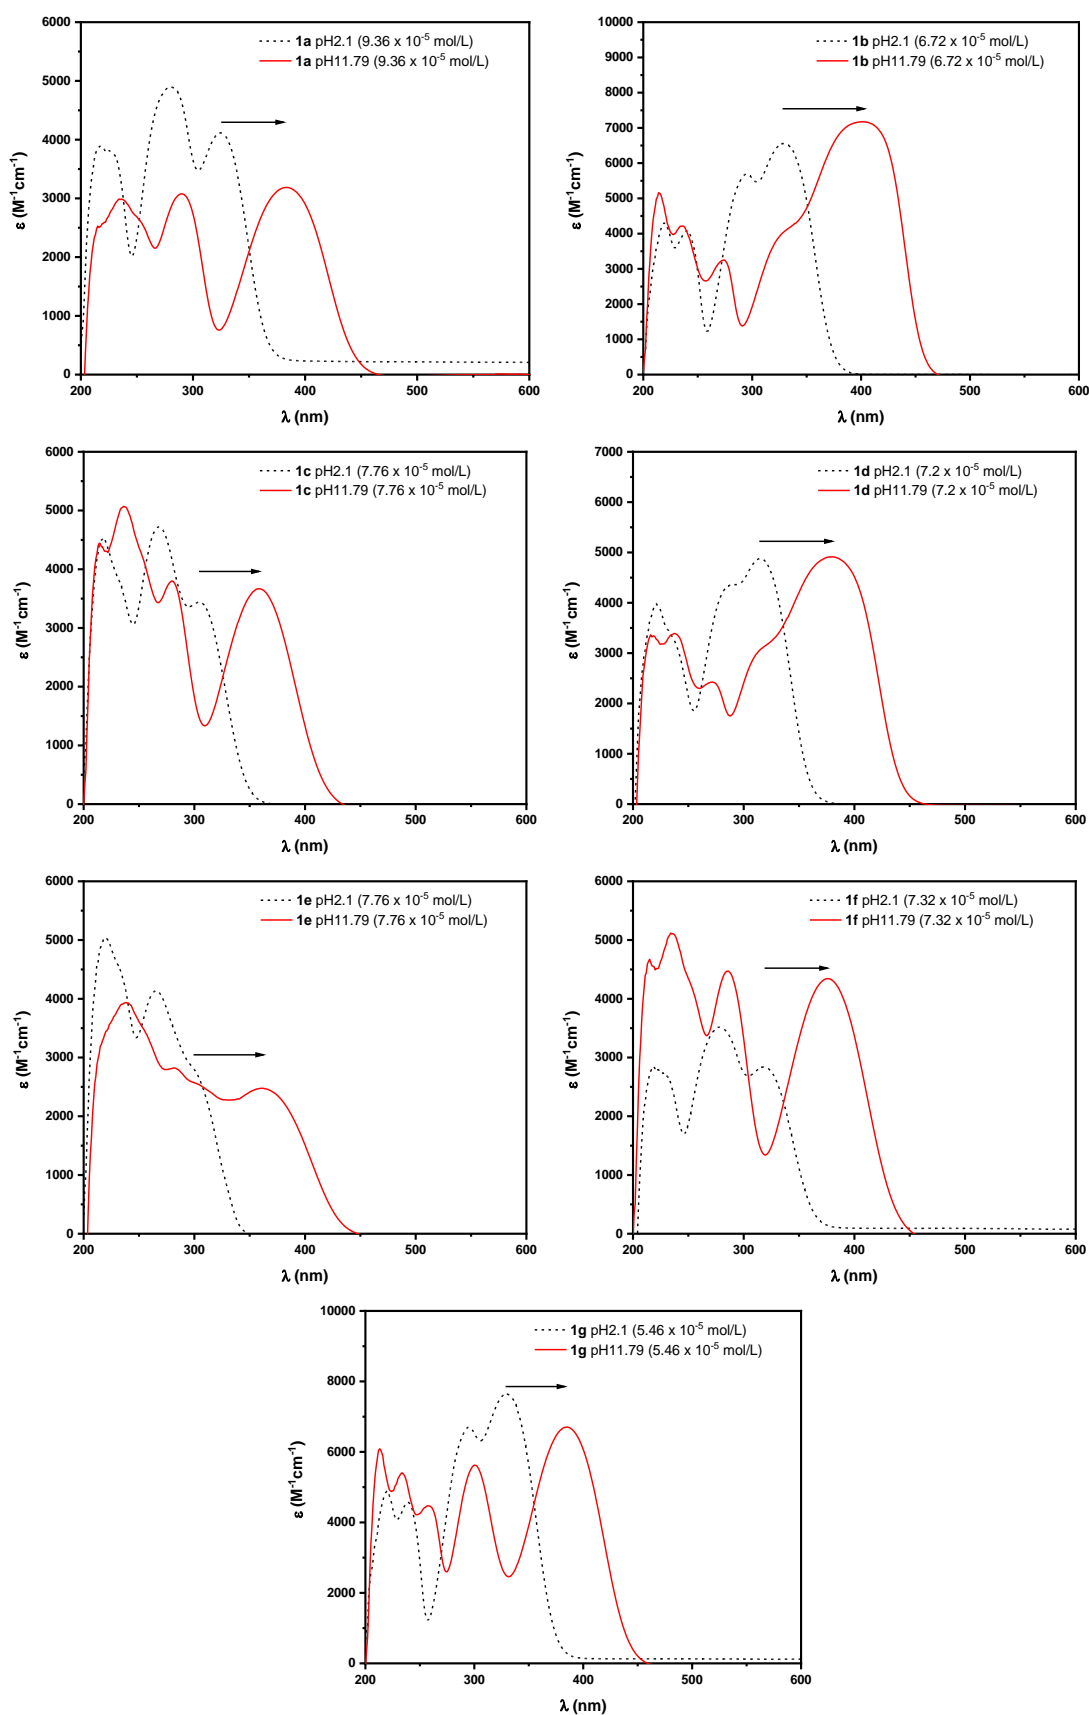 6000
1a pH2.1 (9.36 x 10⁻⁵ mol/L)
1a pH11.79 (9.36 x 10⁻⁵ mol/L)
5000
4000
3000
2000
1000
0
ε (M⁻¹cm⁻¹)
200 300 400 500 600
λ (nm)
10000
1b pH2.1 (6.72 x 10⁻⁵ mol/L)
1b pH11.79 (6.72 x 10⁻⁵ mol/L)
9000
8000
7000
6000
5000
4000
3000
2000
1000
0
ε (M⁻¹cm⁻¹)
200 300 400 500 600
λ (nm)
6000
1c pH2.1 (7.76 x 10⁻⁵ mol/L)
1c pH11.79 (7.76 x 10⁻⁵ mol/L)
5000
4000
3000
2000
1000
0
ε (M⁻¹cm⁻¹)
200 300 400 500 600
λ (nm)
7000
1d pH2.1 (7.2 x 10⁻⁵ mol/L)
1d pH11.79 (7.2 x 10⁻⁵ mol/L)
6000
5000
4000
3000
2000
1000
0
ε (M⁻¹cm⁻¹)
200 300 400 500 600
λ (nm)
6000
1e pH2.1 (7.76 x 10⁻⁵ mol/L)
1e pH11.79 (7.76 x 10⁻⁵ mol/L)
5000
4000
3000
2000
1000
0
ε (M⁻¹cm⁻¹)
200 300 400 500 600
λ (nm)
6000
1f pH2.1 (7.32 x 10⁻⁵ mol/L)
1f pH11.79 (7.32 x 10⁻⁵ mol/L)
5000
4000
3000
2000
1000
0
ε (M⁻¹cm⁻¹)
200 300 400 500 600
λ (nm)
10000
1g pH2.1 (5.46 x 10⁻⁵ mol/L)
1g pH11.79 (5.46 x 10⁻⁵ mol/L)
8000
6000
4000
2000
0
ε (M⁻¹cm⁻¹)
200 300 400 500 600
λ (nm)